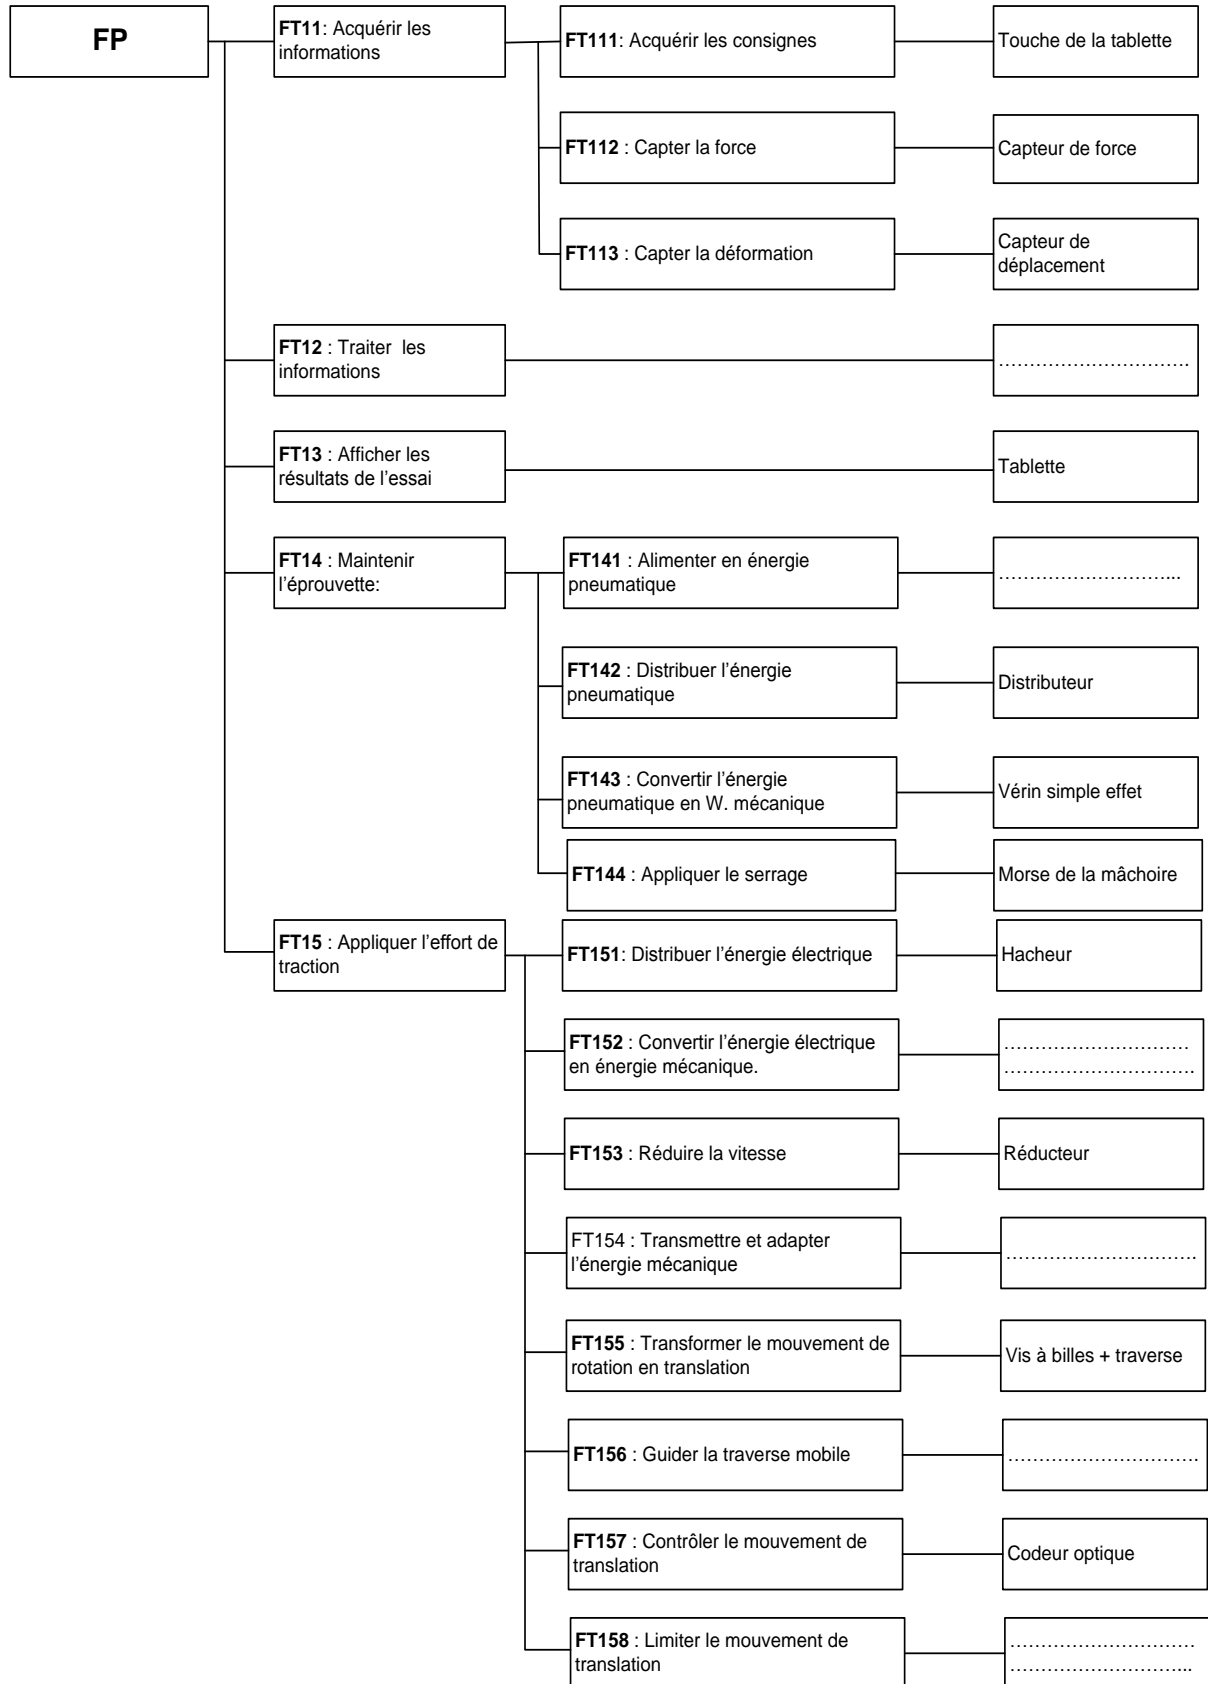 FP
FT11: Acquérir les
informations
FT111: Acquérir les consignes
Touche de la tablette
FT112 : Capter la force
Capteur de force
FT113 : Capter la déformation
Capteur de
déplacement
FT12 : Traiter  les
informations
…………………………. 
FT13 : Afficher les
résultats de l’essai
Tablette
FT14 : Maintenir
l’éprouvette:
FT141 : Alimenter en énergie
pneumatique
………………………...
FT142 : Distribuer l’énergie
pneumatique
Distributeur
FT143 : Convertir l’énergie
pneumatique en W. mécanique
Vérin simple effet
FT144 : Appliquer le serrage
Morse de la mâchoire
FT15 : Appliquer l’effort de
traction
FT151: Distribuer l’énergie électrique
Hacheur
FT152 : Convertir l’énergie électrique
en énergie mécanique.
…………………………
………………………….
FT153 : Réduire la vitesse
Réducteur
FT154 : Transmettre et adapter
l’énergie mécanique
………………………….
FT155 : Transformer le mouvement de
rotation en translation
Vis à billes + traverse
FT156 : Guider la traverse mobile
………………………….
FT157 : Contrôler le mouvement de
translation
Codeur optique
FT158 : Limiter le mouvement de
translation
…………………………
………………………...